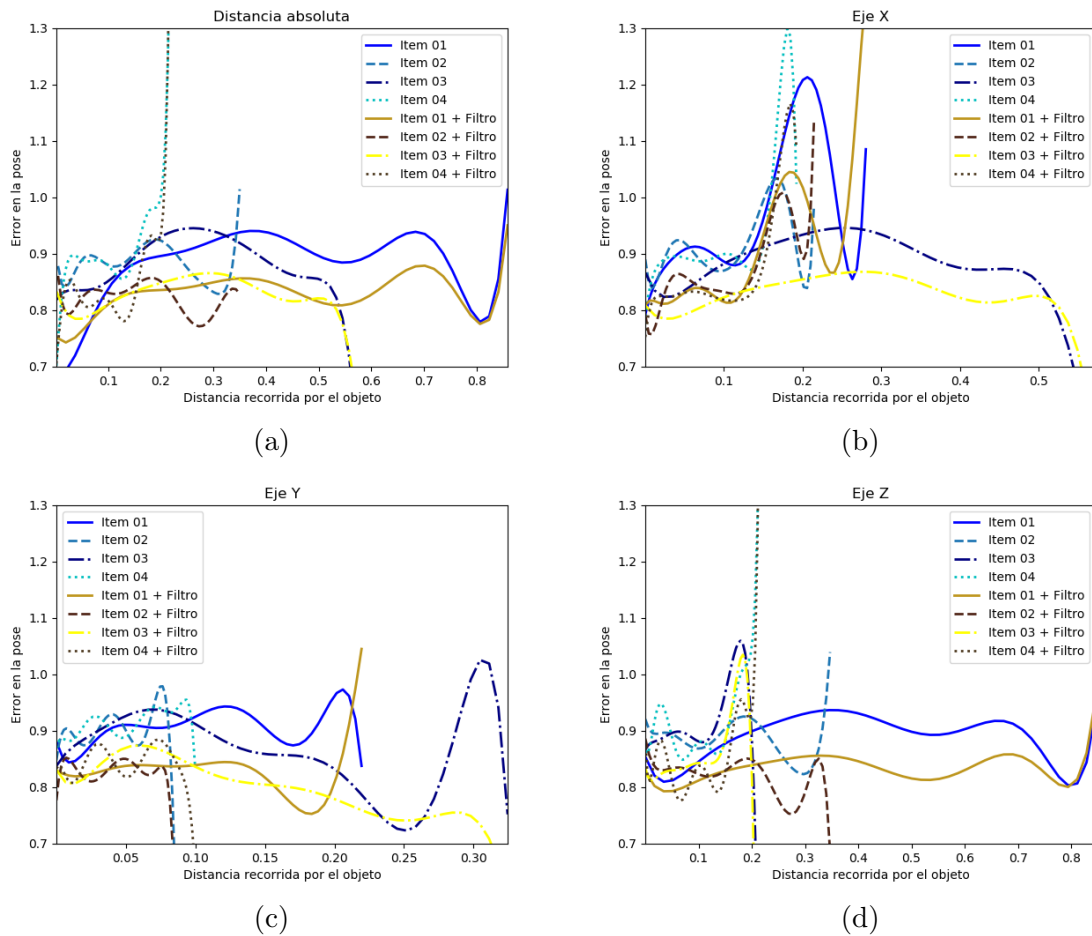 Distancia absoluta
1.3
1.2
1.1
1.0
0.9
0.8
0.7
Error en la pose
0.1 0.2 0.3 0.4 0.5 0.6 0.7 0.8
Distancia recorrida por el objeto
Item 01
Item 02
Item 03
Item 04
Item 01 + Filtro
Item 02 + Filtro
Item 03 + Filtro
Item 04 + Filtro
(a)
Eje X
1.3
1.2
1.1
1.0
0.9
0.8
0.7
Error en la pose
0.1 0.2 0.3 0.4 0.5
Distancia recorrida por el objeto
Item 01
Item 02
Item 03
Item 04
Item 01 + Filtro
Item 02 + Filtro
Item 03 + Filtro
Item 04 + Filtro
(b)
Eje Y
1.3
1.2
1.1
1.0
0.9
0.8
0.7
Error en la pose
0.05 0.10 0.15 0.20 0.25 0.30
Distancia recorrida por el objeto
Item 01
Item 02
Item 03
Item 04
Item 01 + Filtro
Item 02 + Filtro
Item 03 + Filtro
Item 04 + Filtro
(c)
Eje Z
1.3
1.2
1.1
1.0
0.9
0.8
0.7
Error en la pose
0.1 0.2 0.3 0.4 0.5 0.6 0.7 0.8
Distancia recorrida por el objeto
Item 01
Item 02
Item 03
Item 04
Item 01 + Filtro
Item 02 + Filtro
Item 03 + Filtro
Item 04 + Filtro
(d)